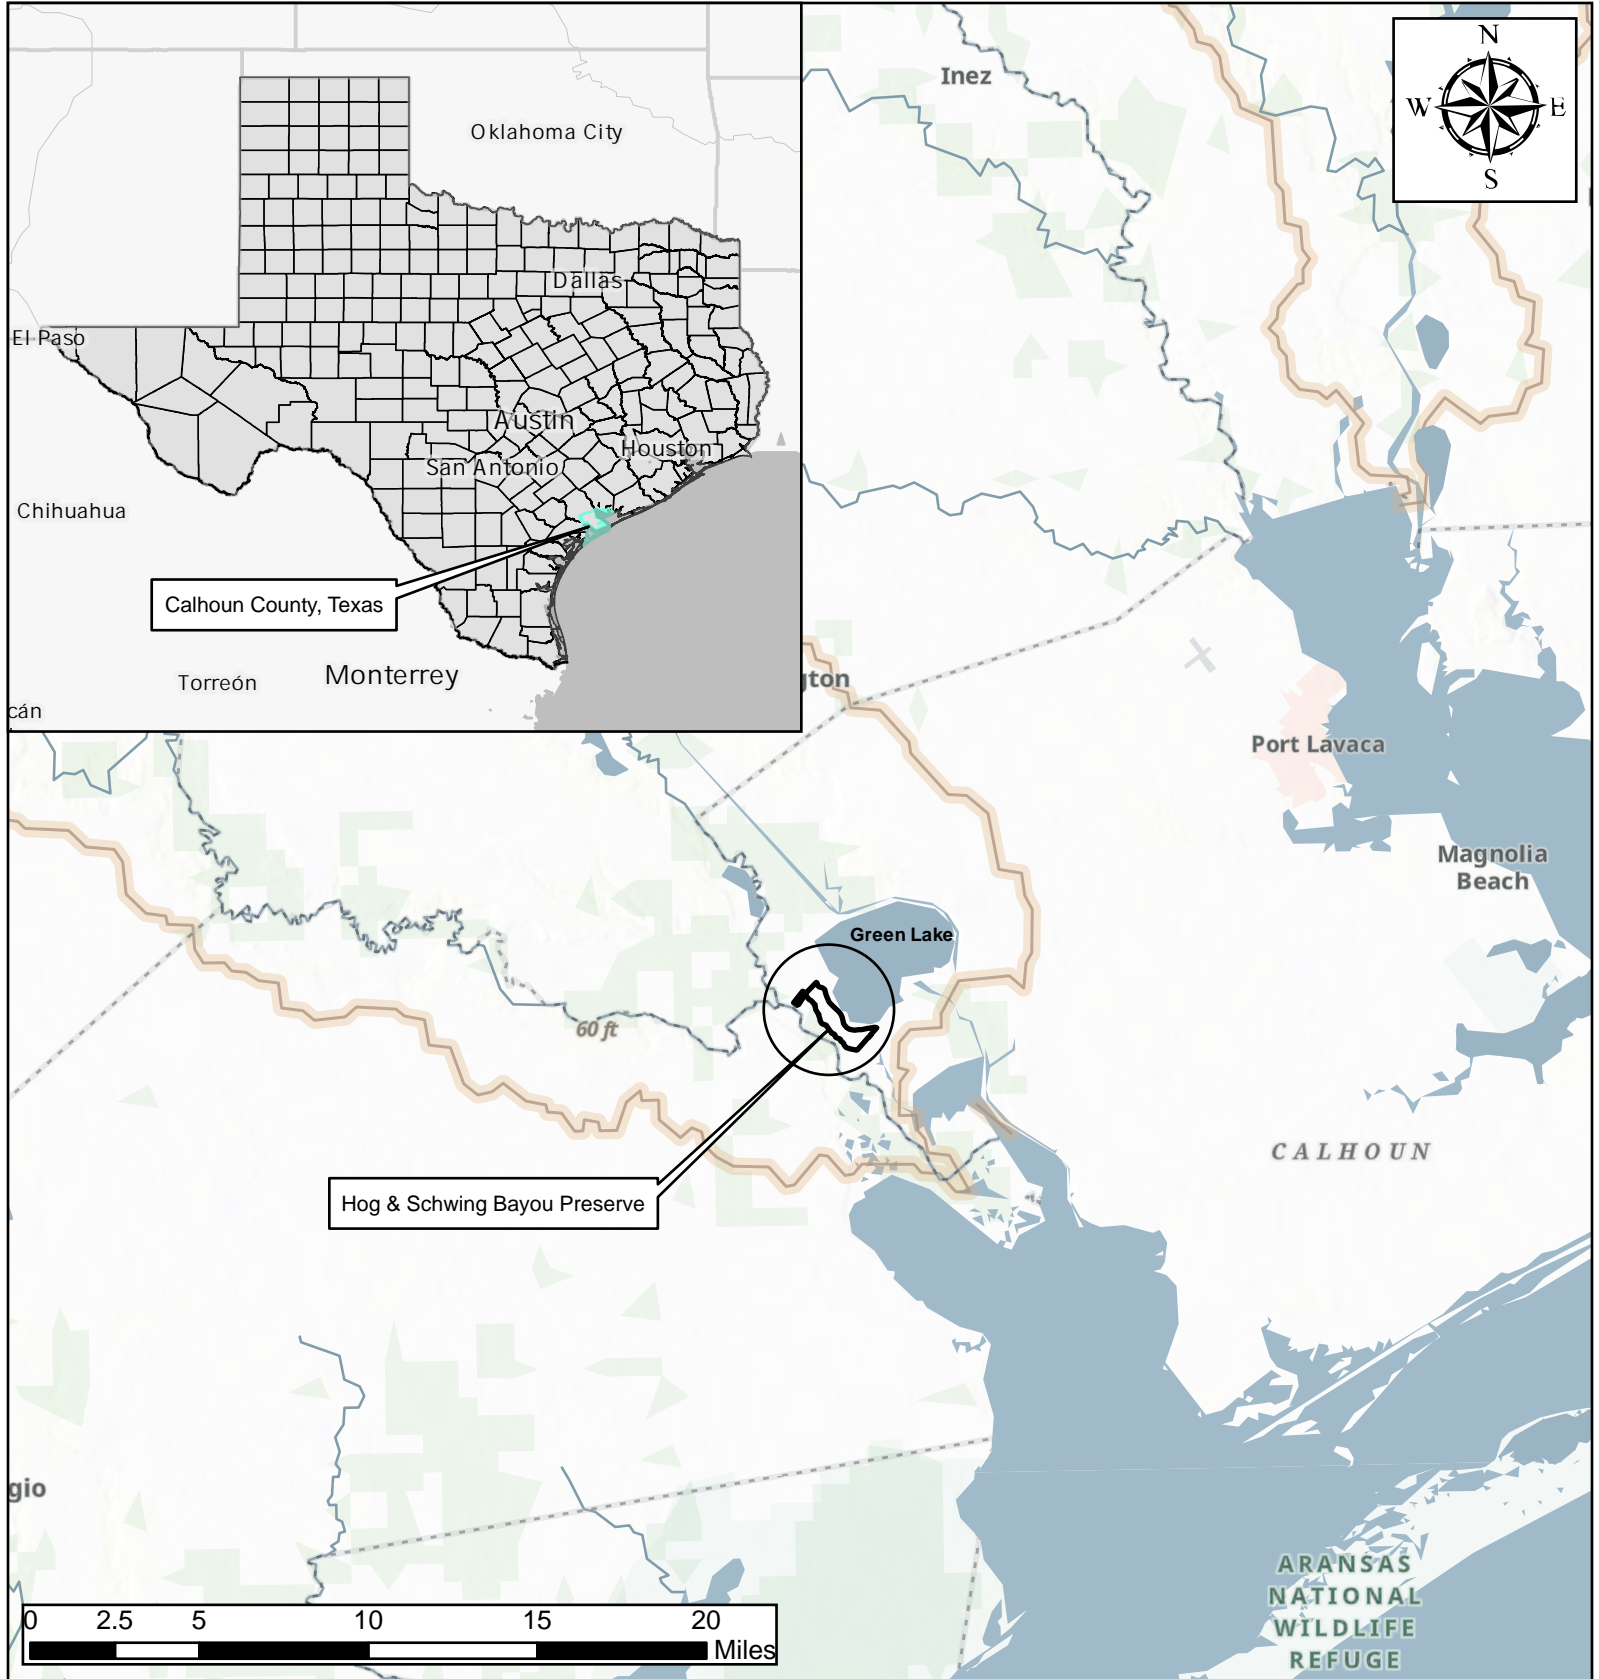 Oklahoma City
Dallas
El Paso
Austin
Houston
San Antonio
Chihuahua
Calhoun County, Texas
Torreón
Monterrey
cán
Inez
N
W
E
S
gton
Port Lavaca
Magnolia
Beach
Green Lake
60 ft
CALHOUN
Hog & Schwing Bayou Preserve
gio
ARANSAS
NATIONAL
WILDLIFE
REFUGE
0 2.5 5 10 15 20
Miles